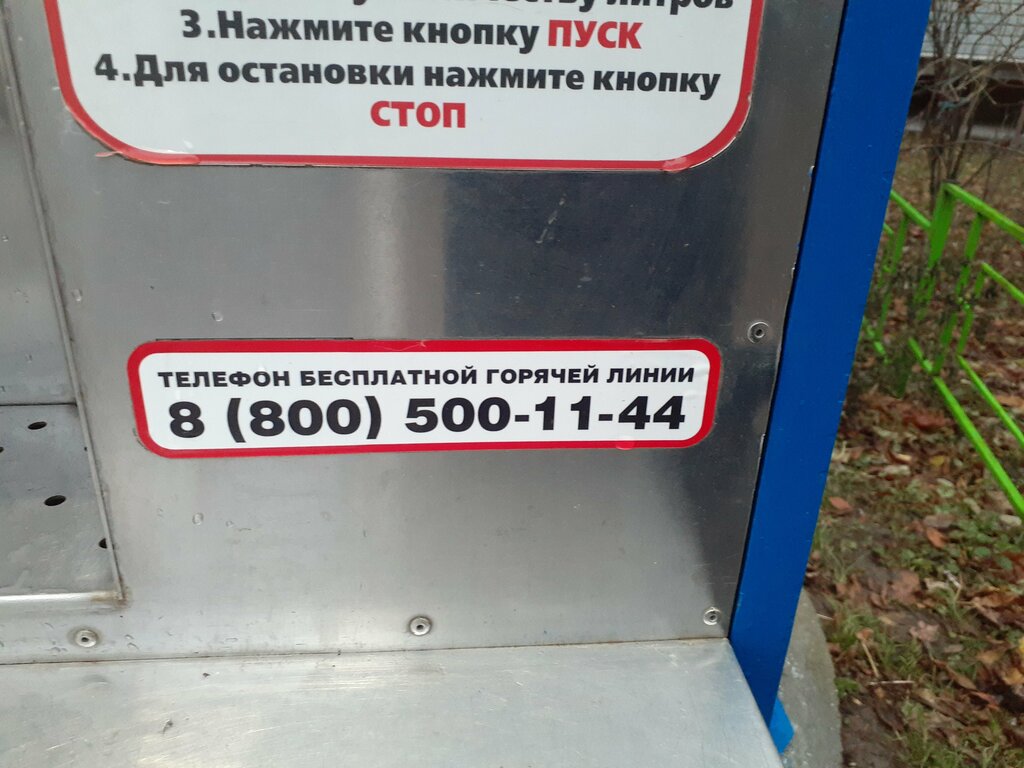 литров
3.Нажмите кнопку ПУСК
4.Для остановки нажмите кнопку
СТОП
ТЕЛЕФОН БЕСПЛАТНОЙ ГОРЯЧЕЙ ЛИНИИ
8 (800) 500-11-44